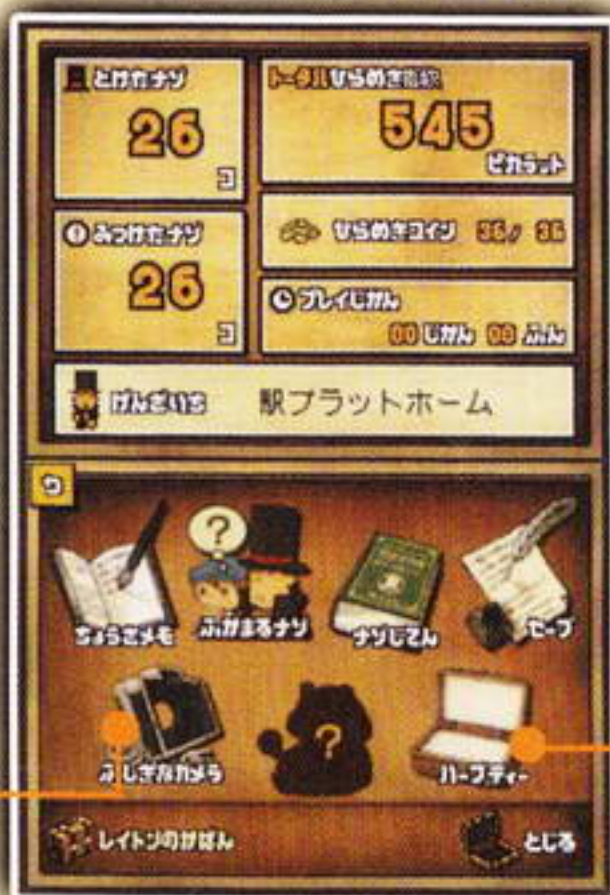 とけたナゾ
26
コ
トータルひらめき指数
545
ピカラット
みつけたナゾ
26
コ
ひらめきコイン 36/ 36
プレイじかん
00 じかん 00 ふん
げんざいち 駅プラットホーム
ちょうさメモ
ふかまるナゾ
ナゾじてん
セーブ
ふしぎなカメラ
?
ハーブティー
レイトンのかばん
とじる